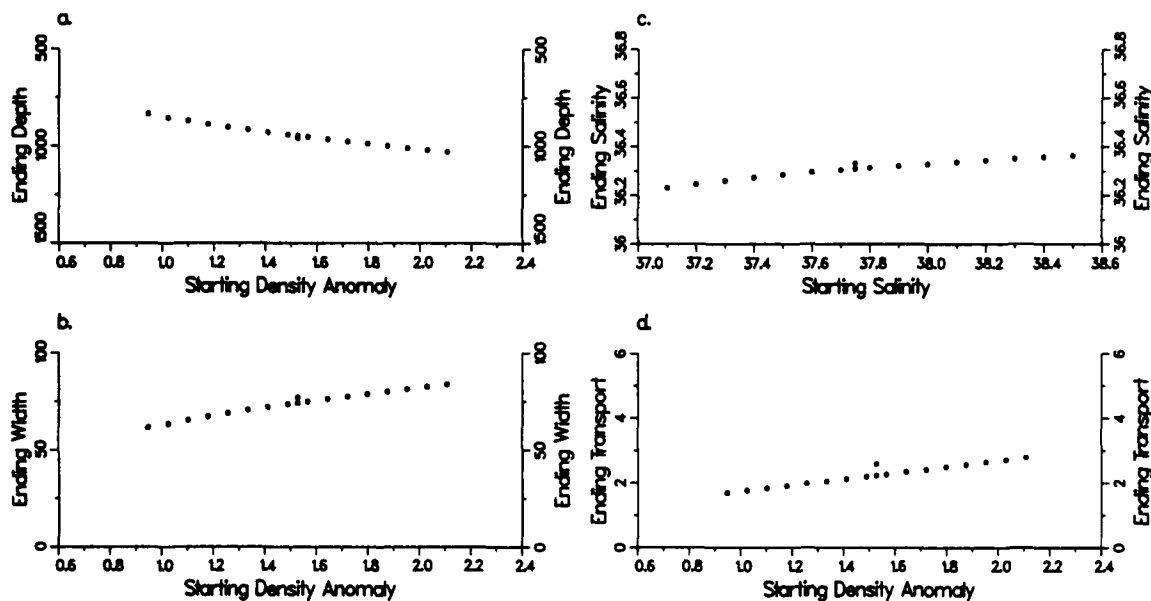 a.
500
1000
1500
Ending Depth
500
1000
1500
Ending Depth
0.6 0.8 1.0 1.2 1.4 1.6 1.8 2.0 2.2 2.4
Starting Density Anomaly
c.
36.8
36.6
36.4
36.2
36
Ending Salinity
36.8
36.6
36.4
36.2
36
Ending Salinity
37.0 37.2 37.4 37.6 37.8 38.0 38.2 38.4 38.6
Starting Salinity
b.
100
50
0
Ending Width
100
50
0
Ending Width
0.6 0.8 1.0 1.2 1.4 1.6 1.8 2.0 2.2 2.4
Starting Density Anomaly
d.
6
4
2
0
Ending Transport
6
4
2
0
Ending Transport
0.6 0.8 1.0 1.2 1.4 1.6 1.8 2.0 2.2 2.4
Starting Density Anomaly